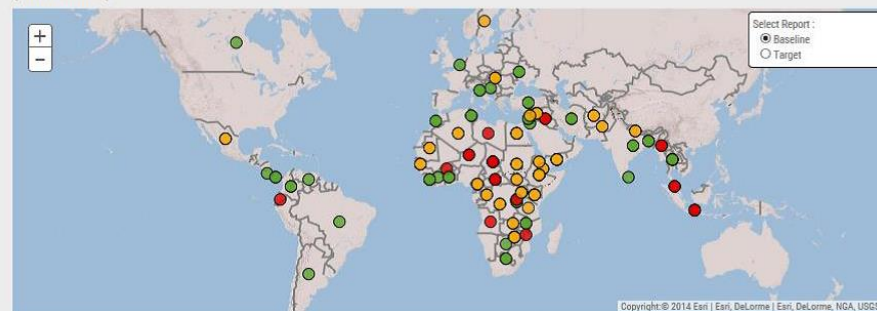 +
−
Select Report :
Baseline
Target
Copyright:© 2014 Esri | Esri, DeLorme | Esri, DeLorme, NGA, USGS